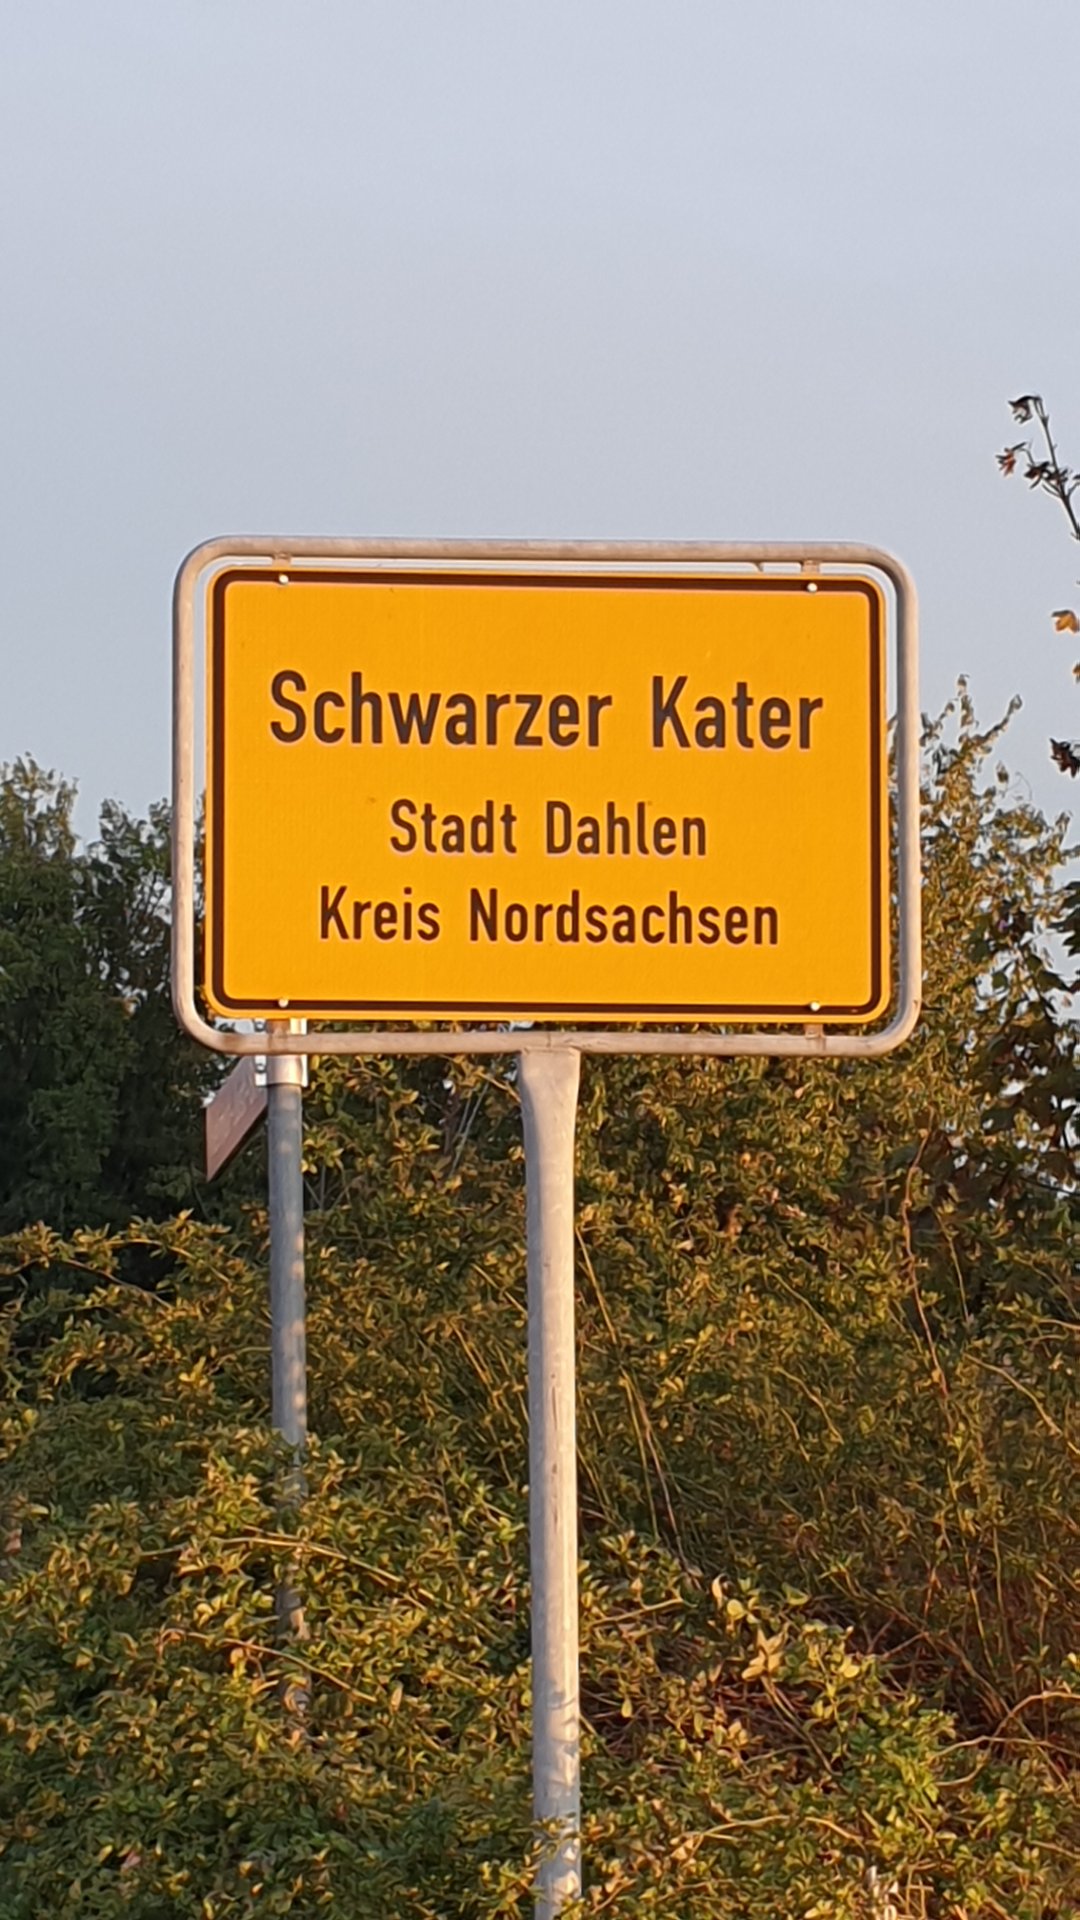 Schwarzer Kater
Stadt Dahlen
Kreis Nordsachsen